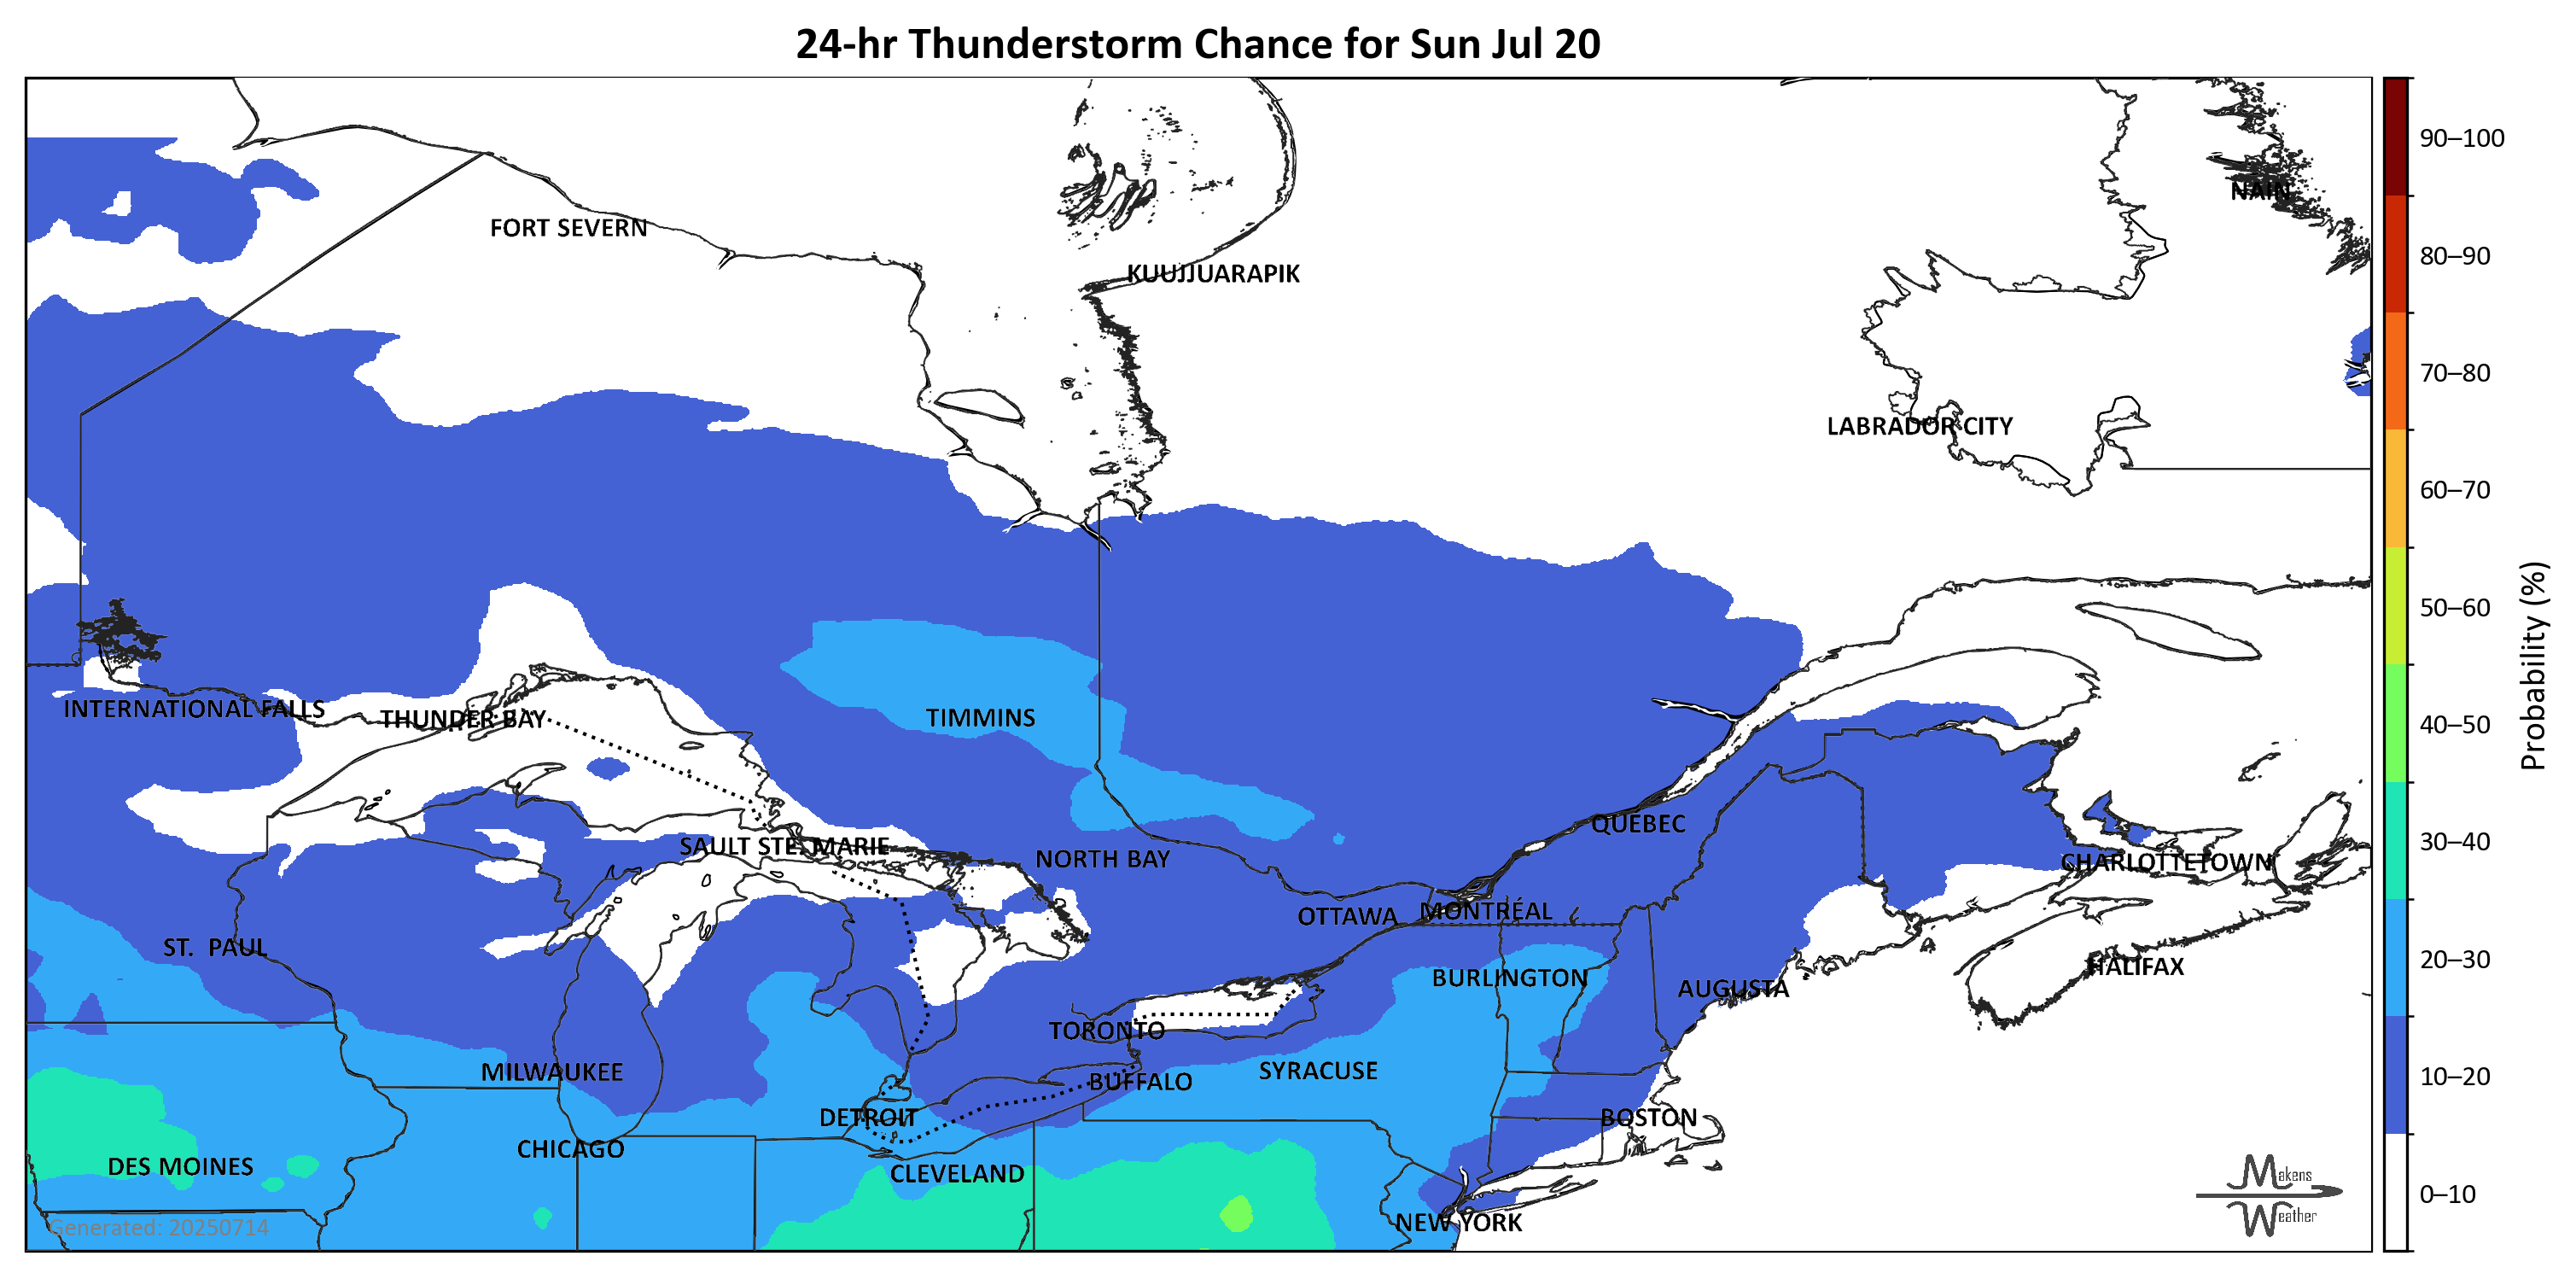 24-hr Thunderstorm Chance for Sun Jul 20
NAIN
FORT SEVERN
KUUJJUARAPIK
LABRADOR CITY
INTERNATIONAL FALLS
THUNDER BAY
TIMMINS
QUEBEC
SAULT STE. MARIE
NORTH BAY
CHARLOTTETOWN
OTTAWA
MONTRÉAL
ST. PAUL
HALIFAX
BURLINGTON
AUGUSTA
TORONTO
MILWAUKEE
SYRACUSE
BUFFALO
DETROIT
BOSTON
CHICAGO
DES MOINES
CLEVELAND
NEW YORK
Generated: 20250714
Makens
Weather
90–100
80–90
70–80
60–70
50–60
40–50
30–40
20–30
10–20
0–10
Probability (%)